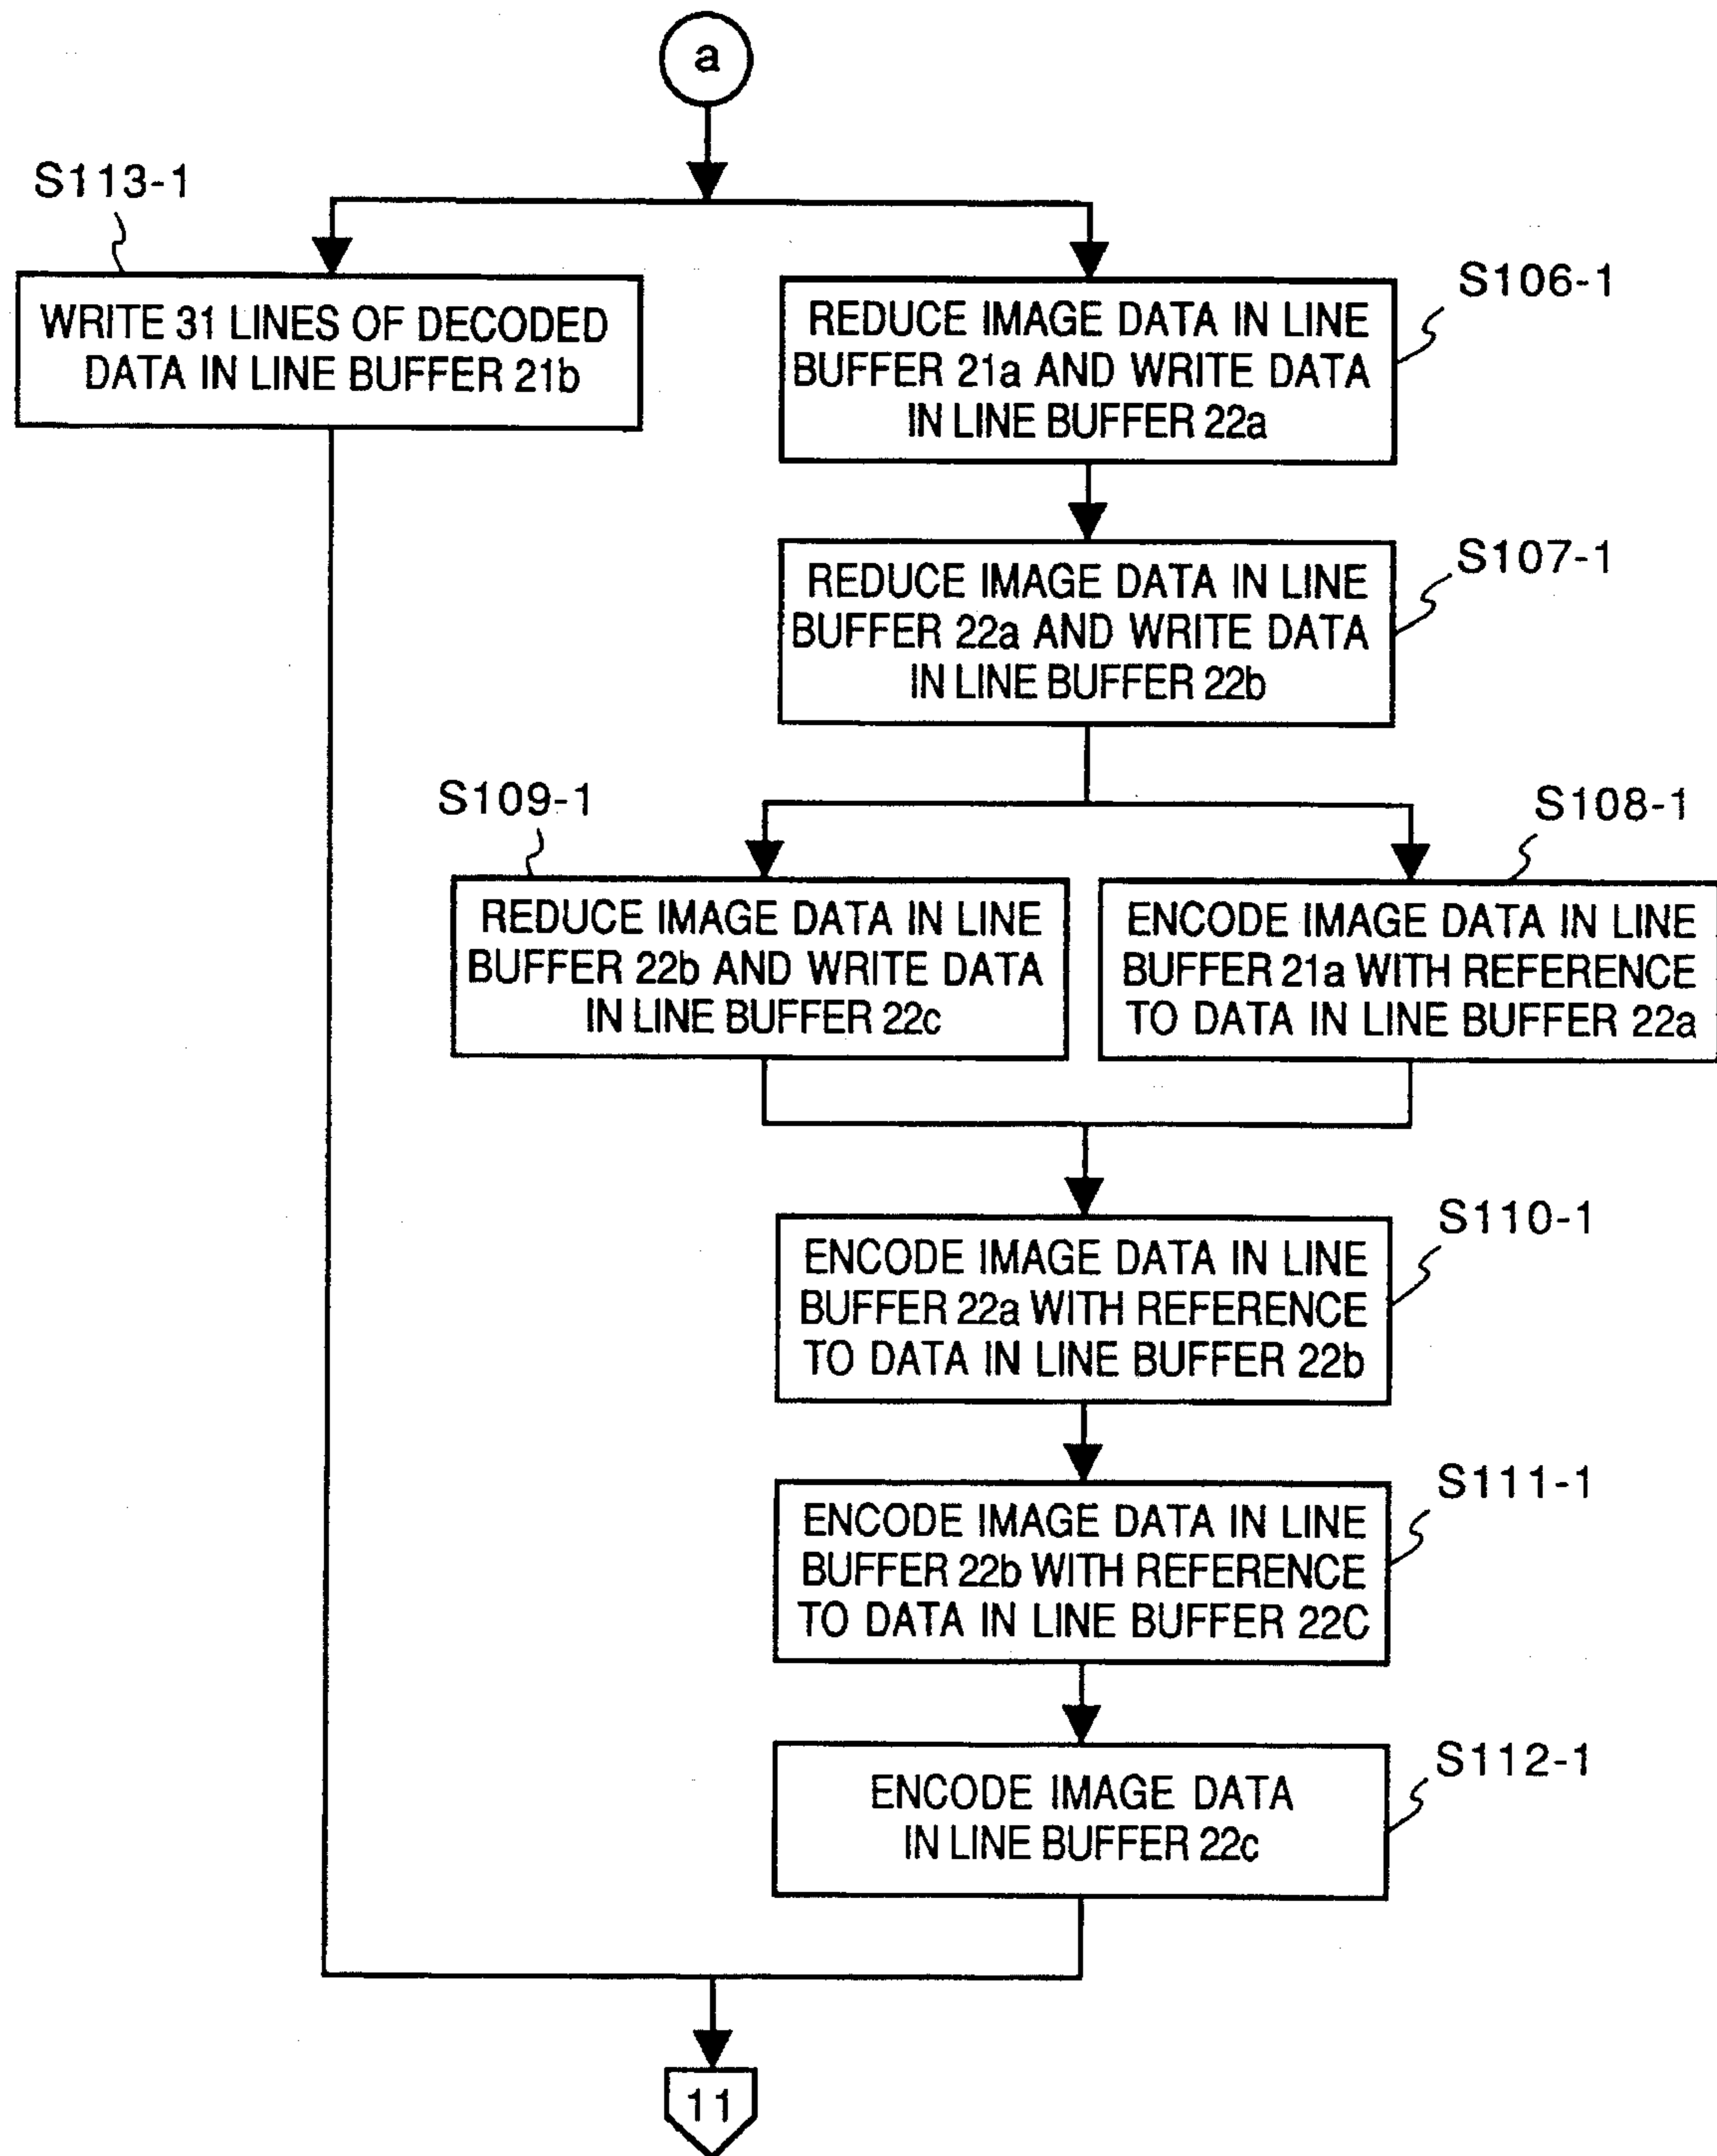 a
S113-1
WRITE 31 LINES OF DECODED
DATA IN LINE BUFFER 21b
S106-1
REDUCE IMAGE DATA IN LINE
BUFFER 21a AND WRITE DATA
IN LINE BUFFER 22a
S107-1
REDUCE IMAGE DATA IN LINE
BUFFER 22a AND WRITE DATA
IN LINE BUFFER 22b
S109-1
REDUCE IMAGE DATA IN LINE
BUFFER 22b AND WRITE DATA
IN LINE BUFFER 22c
S108-1
ENCODE IMAGE DATA IN LINE
BUFFER 21a WITH REFERENCE
TO DATA IN LINE BUFFER 22a
S110-1
ENCODE IMAGE DATA IN LINE
BUFFER 22a WITH REFERENCE
TO DATA IN LINE BUFFER 22b
S111-1
ENCODE IMAGE DATA IN LINE
BUFFER 22b WITH REFERENCE
TO DATA IN LINE BUFFER 22C
S112-1
ENCODE IMAGE DATA
IN LINE BUFFER 22c
11